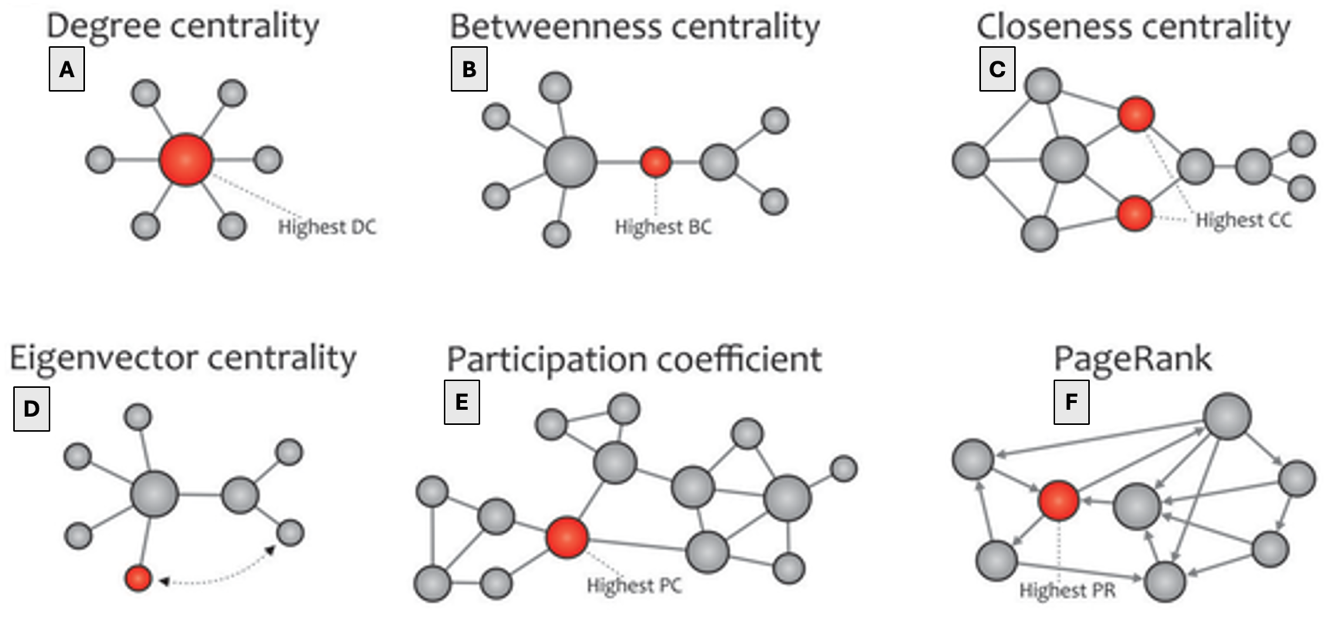 Degree centrality
A
Highest DC
Betweenness centrality
B
Highest BC
Closeness centrality
C
Highest CC
Eigenvector centrality
D
Participation coefficient
E
Highest PC
PageRank
F
Highest PR